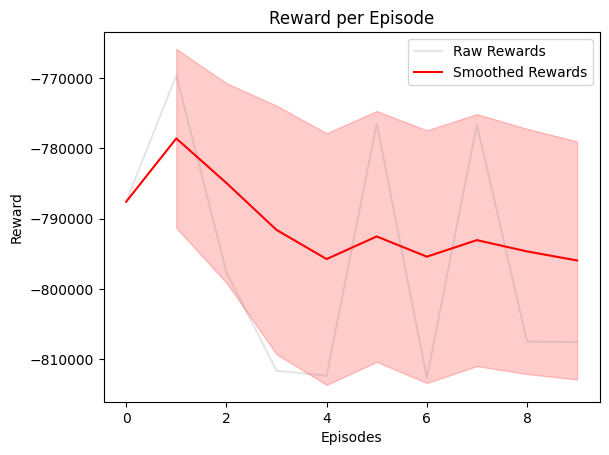 Reward per Episode
Raw Rewards
Smoothed Rewards
Reward
−770000
−780000
−790000
−800000
−810000
0 2 4 6 8
Episodes